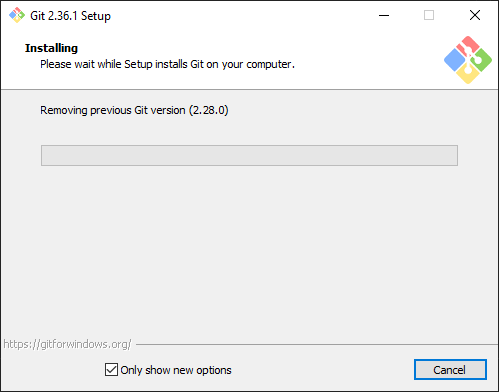 Git 2.36.1 Setup
Installing
Please wait while Setup installs Git on your computer.
Removing previous Git version (2.28.0)
https://gitforwindows.org/
Only show new options
Cancel